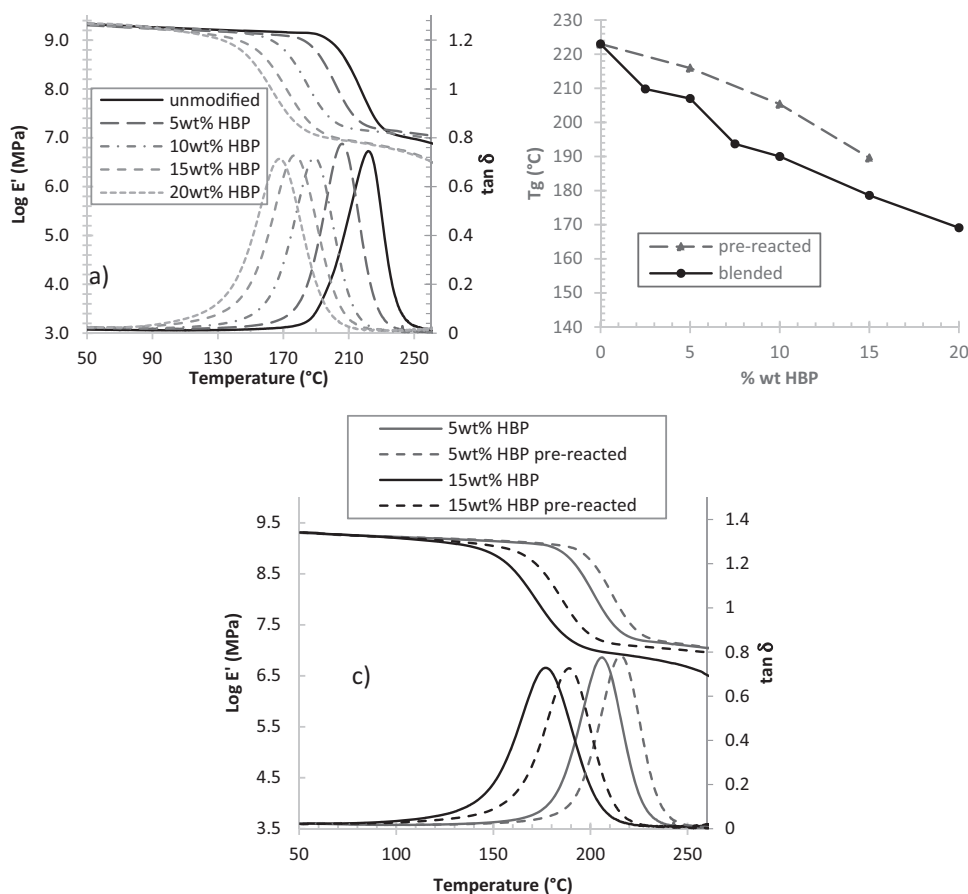 9.0
8.0
7.0
6.0
5.0
4.0
3.0
Log E' (MPa)
1.2
1
0.8
0.6
0.4
0.2
0
tan δ
unmodified
5wt% HBP
10wt% HBP
15wt% HBP
20wt% HBP
a)
50 90 130 170 210 250
Temperature (°C)
230
220
210
200
190
180
170
160
150
140
Tg (°C)
pre-reacted
blended
0 5 10 15 20
% wt HBP
5wt% HBP
5wt% HBP pre-reacted
15wt% HBP
15wt% HBP pre-reacted
9.5
8.5
7.5
6.5
5.5
4.5
3.5
Log E' (MPa)
1.4
1.2
1
0.8
0.6
0.4
0.2
0
tan δ
c)
50 100 150 200 250
Temperature (°C)